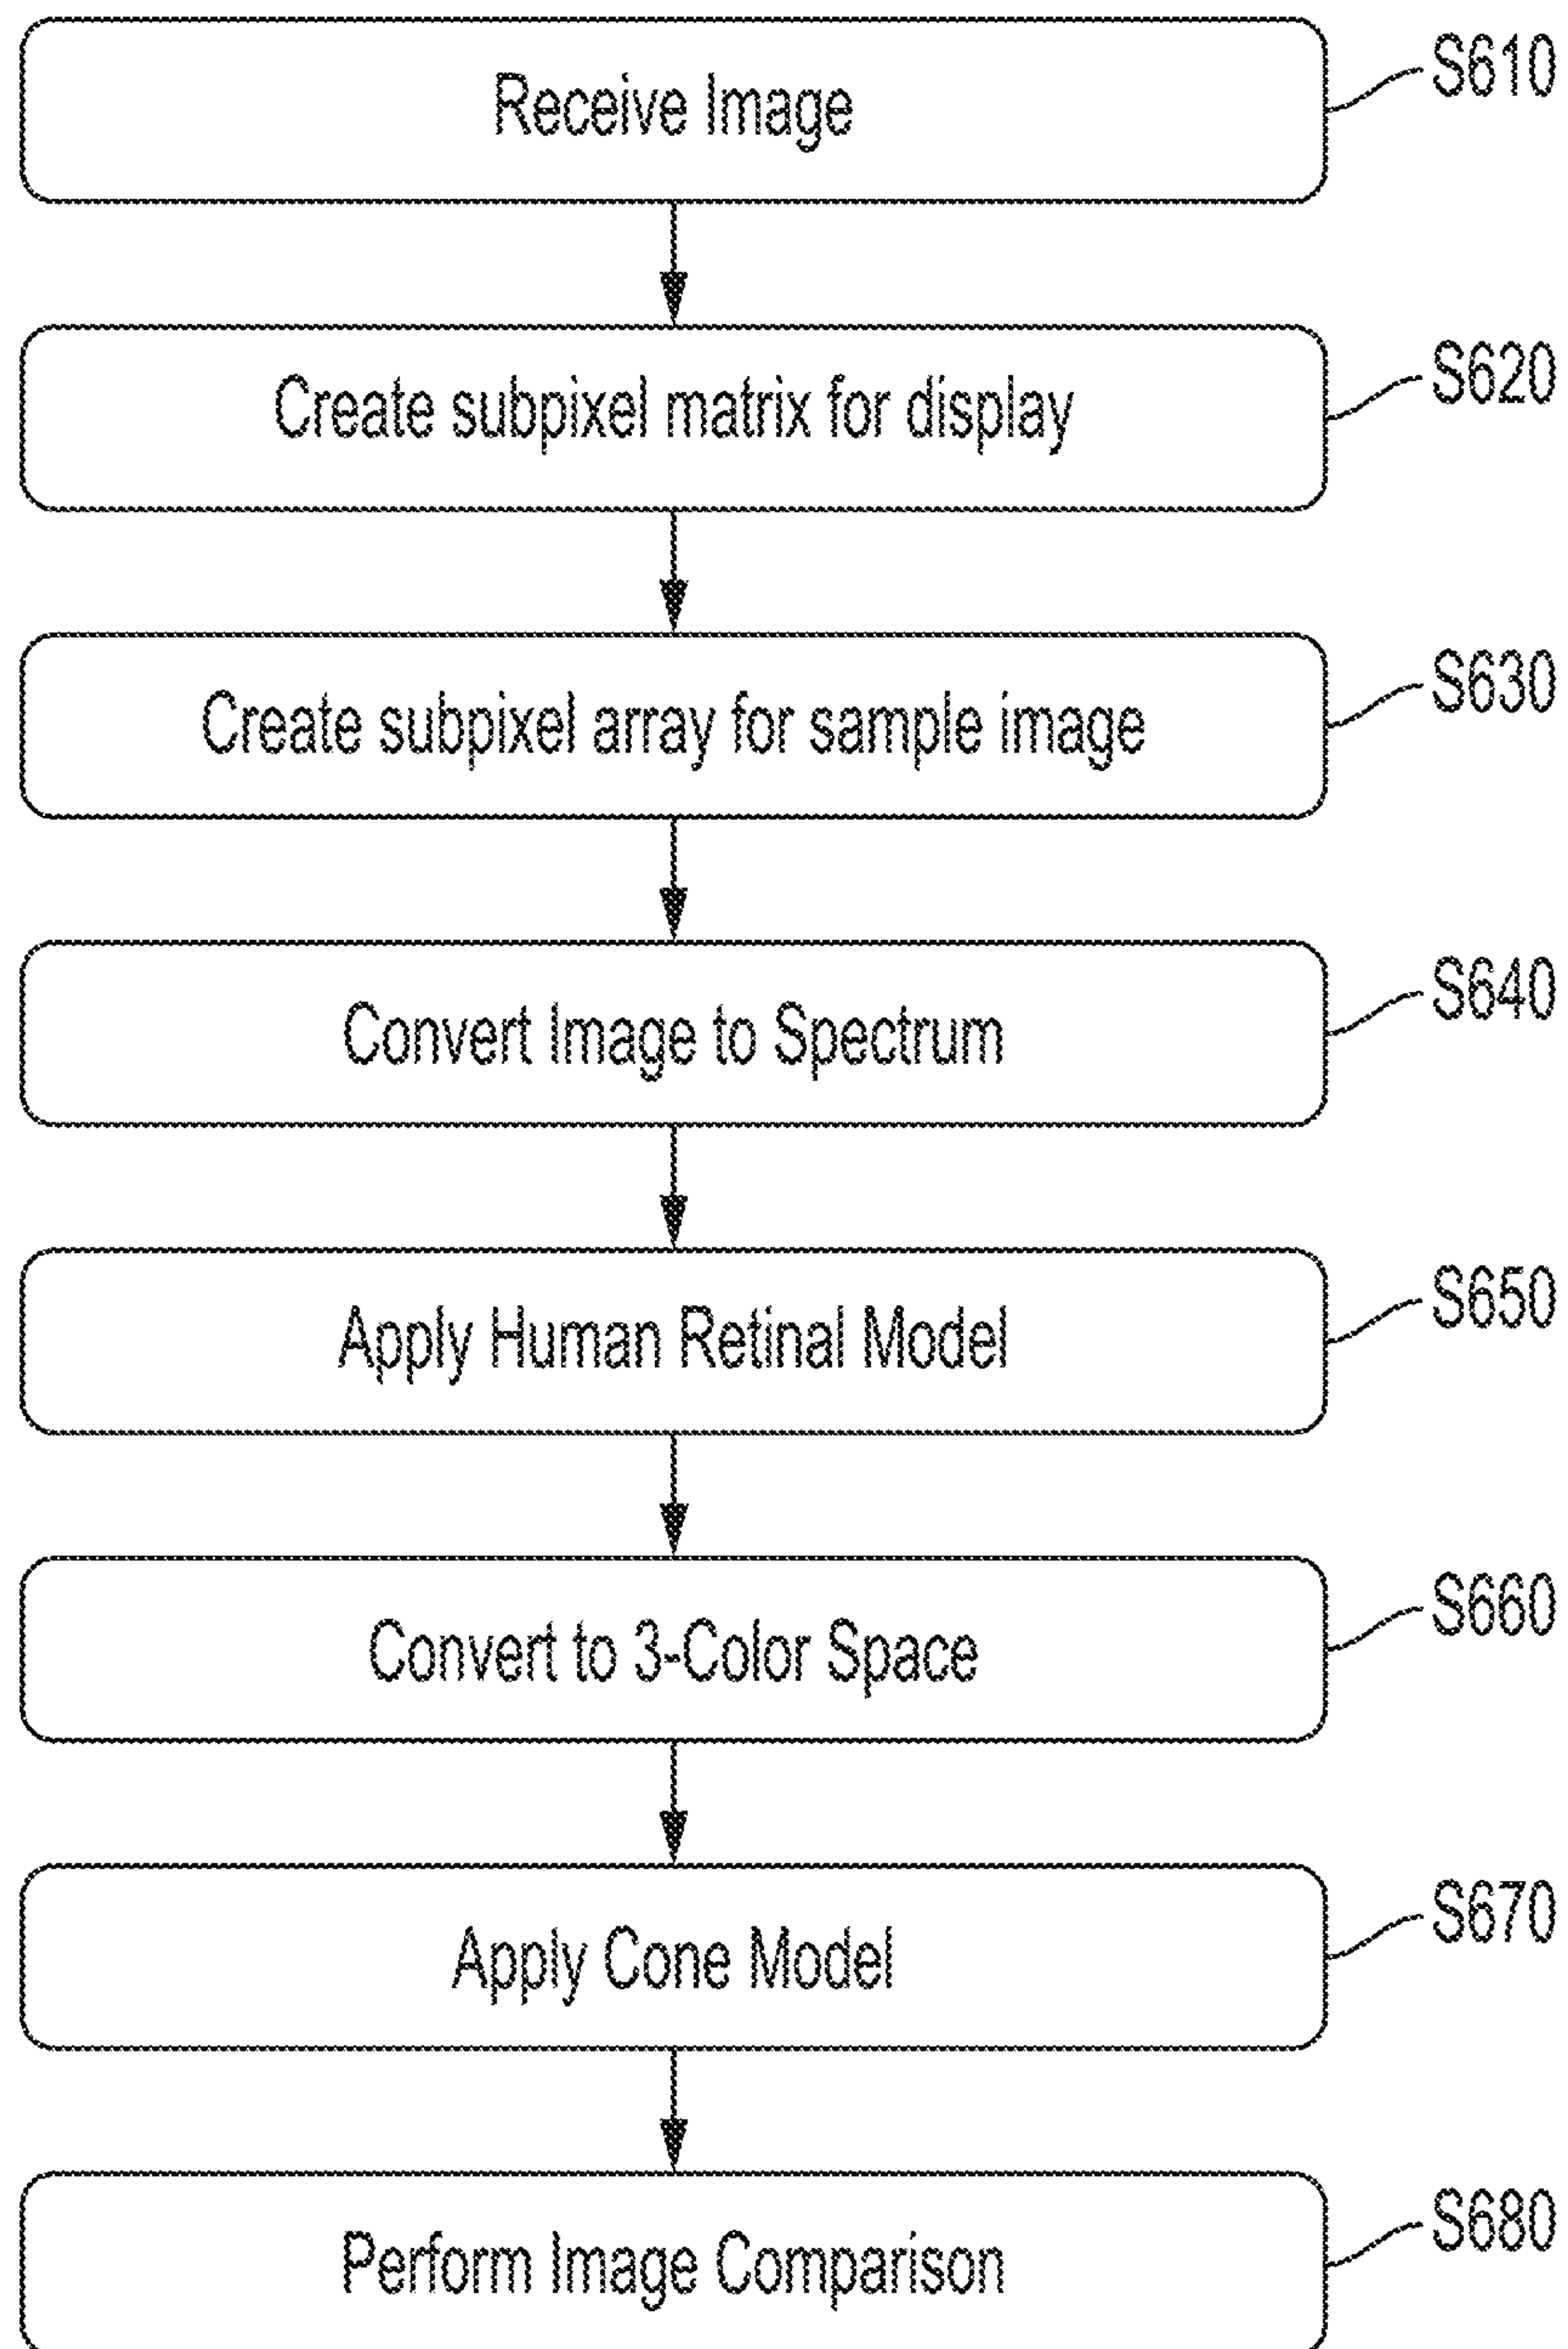 Receive Image
S610
Create subpixel matrix for display
S620
Create subpixel array for sample image
S630
Convert Image to Spectrum
S640
Apply Human Retinal Model
S650
Convert to 3-Color Space
S660
Apply Cone Model
S670
Perform Image Comparison
S680